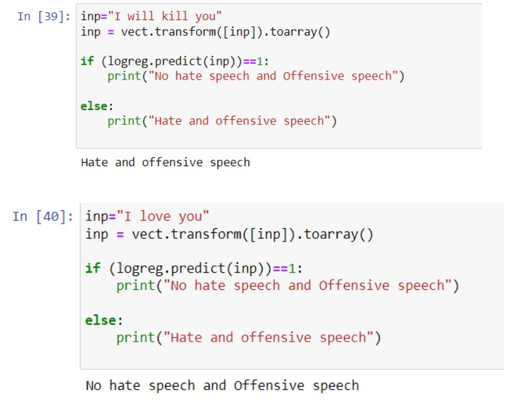 In [39]: inp="I will kill you"
inp = vect.transform([inp]).toarray()
if (logreg.predict(inp))==1:
print("No hate speech and Offensive speech")
else:
print("Hate and offensive speech")
Hate and offensive speech
In [40]: inp="I love you"
inp = vect.transform([inp]).toarray()
if (logreg.predict(inp))==1:
print("No hate speech and Offensive speech")
else:
print("Hate and offensive speech")
No hate speech and Offensive speech